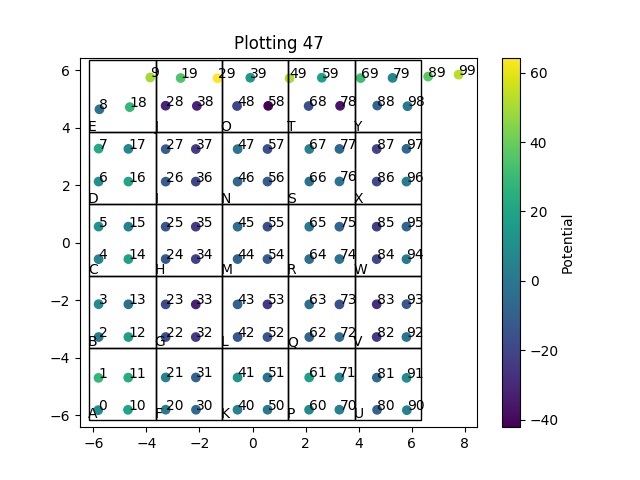 Plotting 47
6 9 19 29 39 49 59 69 79 89 99
8 18 28 38 48 58 68 78 88 98
4 E J O T Y
7 17 27 37 47 57 67 77 87 97
2 6 16 26 36 46 56 66 76 86 96
D I N S X
0 5 15 25 35 45 55 65 75 85 95
4 14 24 34 44 54 64 74 84 94
C H M R W
−2 3 13 23 33 43 53 63 73 83 93
2 12 22 32 42 52 62 72 82 92
B G L Q V
−4 1 11 21 31 41 51 61 71 81 91
0 10 20 30 40 50 60 70 80 90
−6 A F K P U
−6 −4 −2 0 2 4 6 8
60
40
20
0
−20
−40
Potential